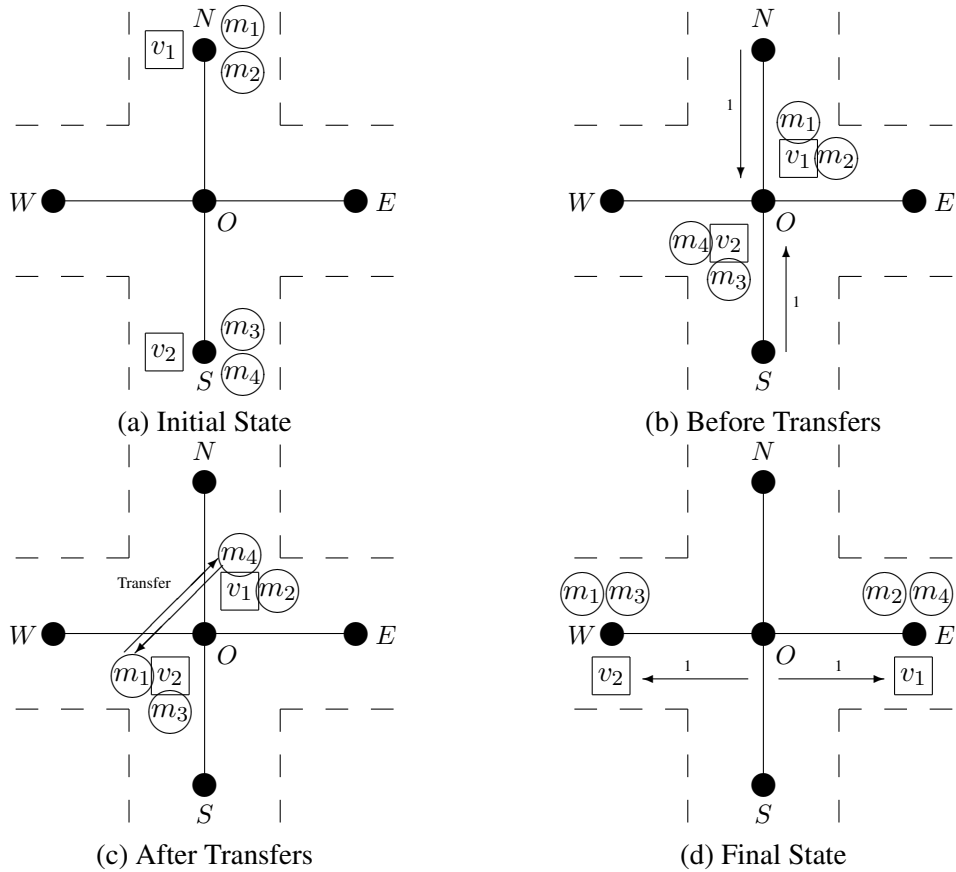 N
m1
v1
m2
W
E
O
v2
m3
S
m4
(a) Initial State
N
1
m1
v1 m2
W
E
O
m4 v2
m3
1
S
(b) Before Transfers
N
m4
Transfer
v1 m2
W
E
O
m1 v2
m3
S
(c) After Transfers
N
m1 m3
m2 m4
W
E
O
v2
1
1
v1
S
(d) Final State